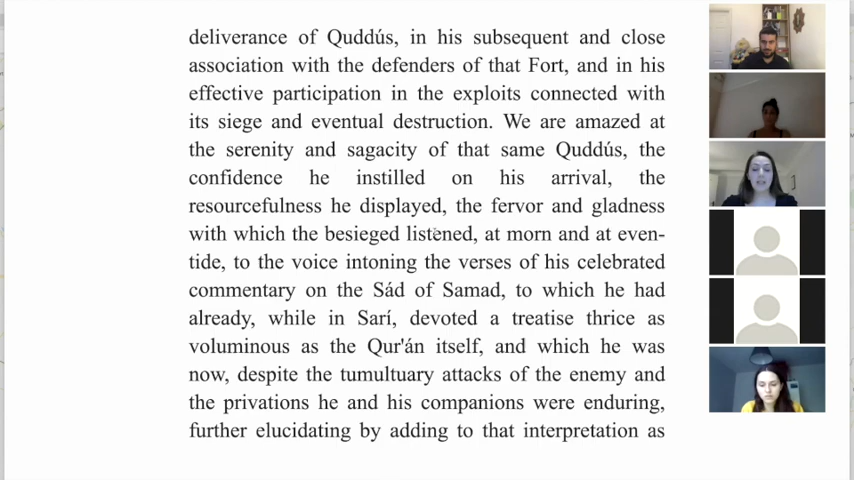 deliverance of Quddús, in his subsequent and close
association with the defenders of that Fort, and in his
effective participation in the exploits connected with
its siege and eventual destruction. We are amazed at
the serenity and sagacity of that same Quddús, the
confidence he instilled on his arrival, the
resourcefulness he displayed, the fervor and gladness
with which the besieged listened, at morn and at even-
tide, to the voice intoning the verses of his celebrated
commentary on the Sád of Samad, to which he had
already, while in Sarí, devoted a treatise thrice as
voluminous as the Qur'án itself, and which he was
now, despite the tumultuary attacks of the enemy and
the privations he and his companions were enduring,
further elucidating by adding to that interpretation as